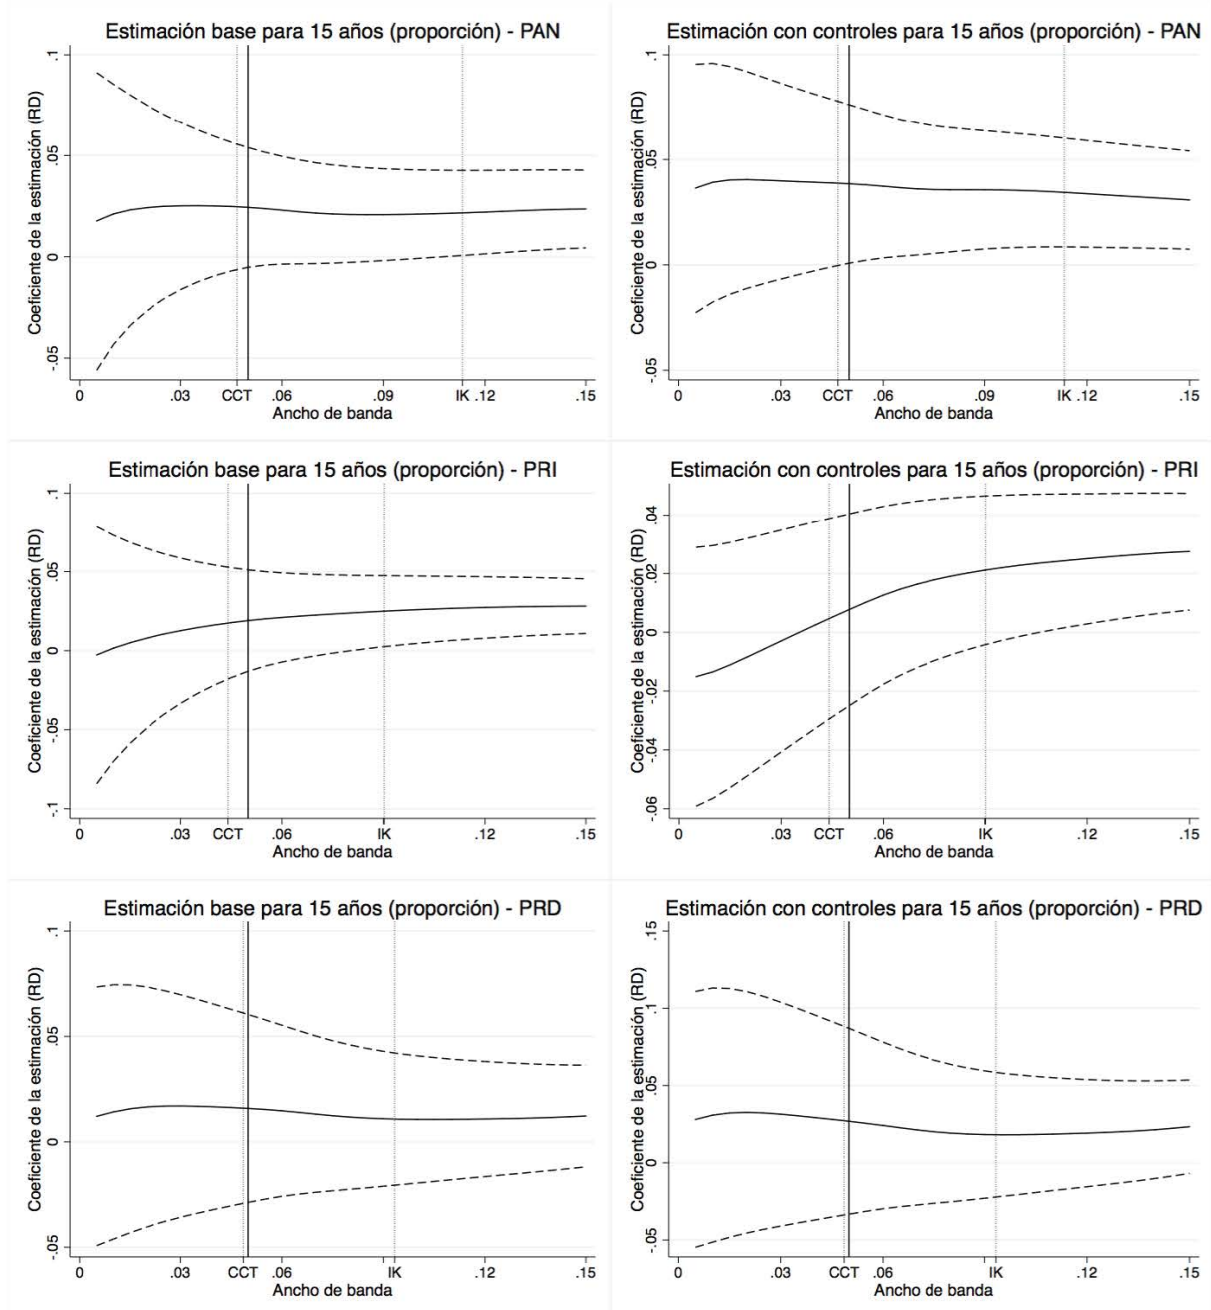 Estimación base para 15 años (proporción) - PAN
Coeficiente de la estimación (RD)
.1
.05
0
-.05
0 .03 CCT .06 .09 IK .12 .15
Ancho de banda
Estimación con controles para 15 años (proporción) - PAN
Coeficiente de la estimación (RD)
.1
.05
0
-.05
0 .03 CCT .06 .09 IK .12 .15
Ancho de banda
Estimación base para 15 años (proporción) - PRI
Coeficiente de la estimación (RD)
.1
.05
0
-.05
-.1
0 .03 CCT .06 IK .12 .15
Ancho de banda
Estimación con controles para 15 años (proporción) - PRI
Coeficiente de la estimación (RD)
.04
.02
0
-.02
-.04
-.06
0 .03 CCT .06 IK .12 .15
Ancho de banda
Estimación base para 15 años (proporción) - PRD
Coeficiente de la estimación (RD)
.1
.05
0
-.05
0 .03 CCT .06 IK .12 .15
Ancho de banda
Estimación con controles para 15 años (proporción) - PRD
Coeficiente de la estimación (RD)
.15
.1
.05
0
-.05
0 .03 CCT .06 IK .12 .15
Ancho de banda